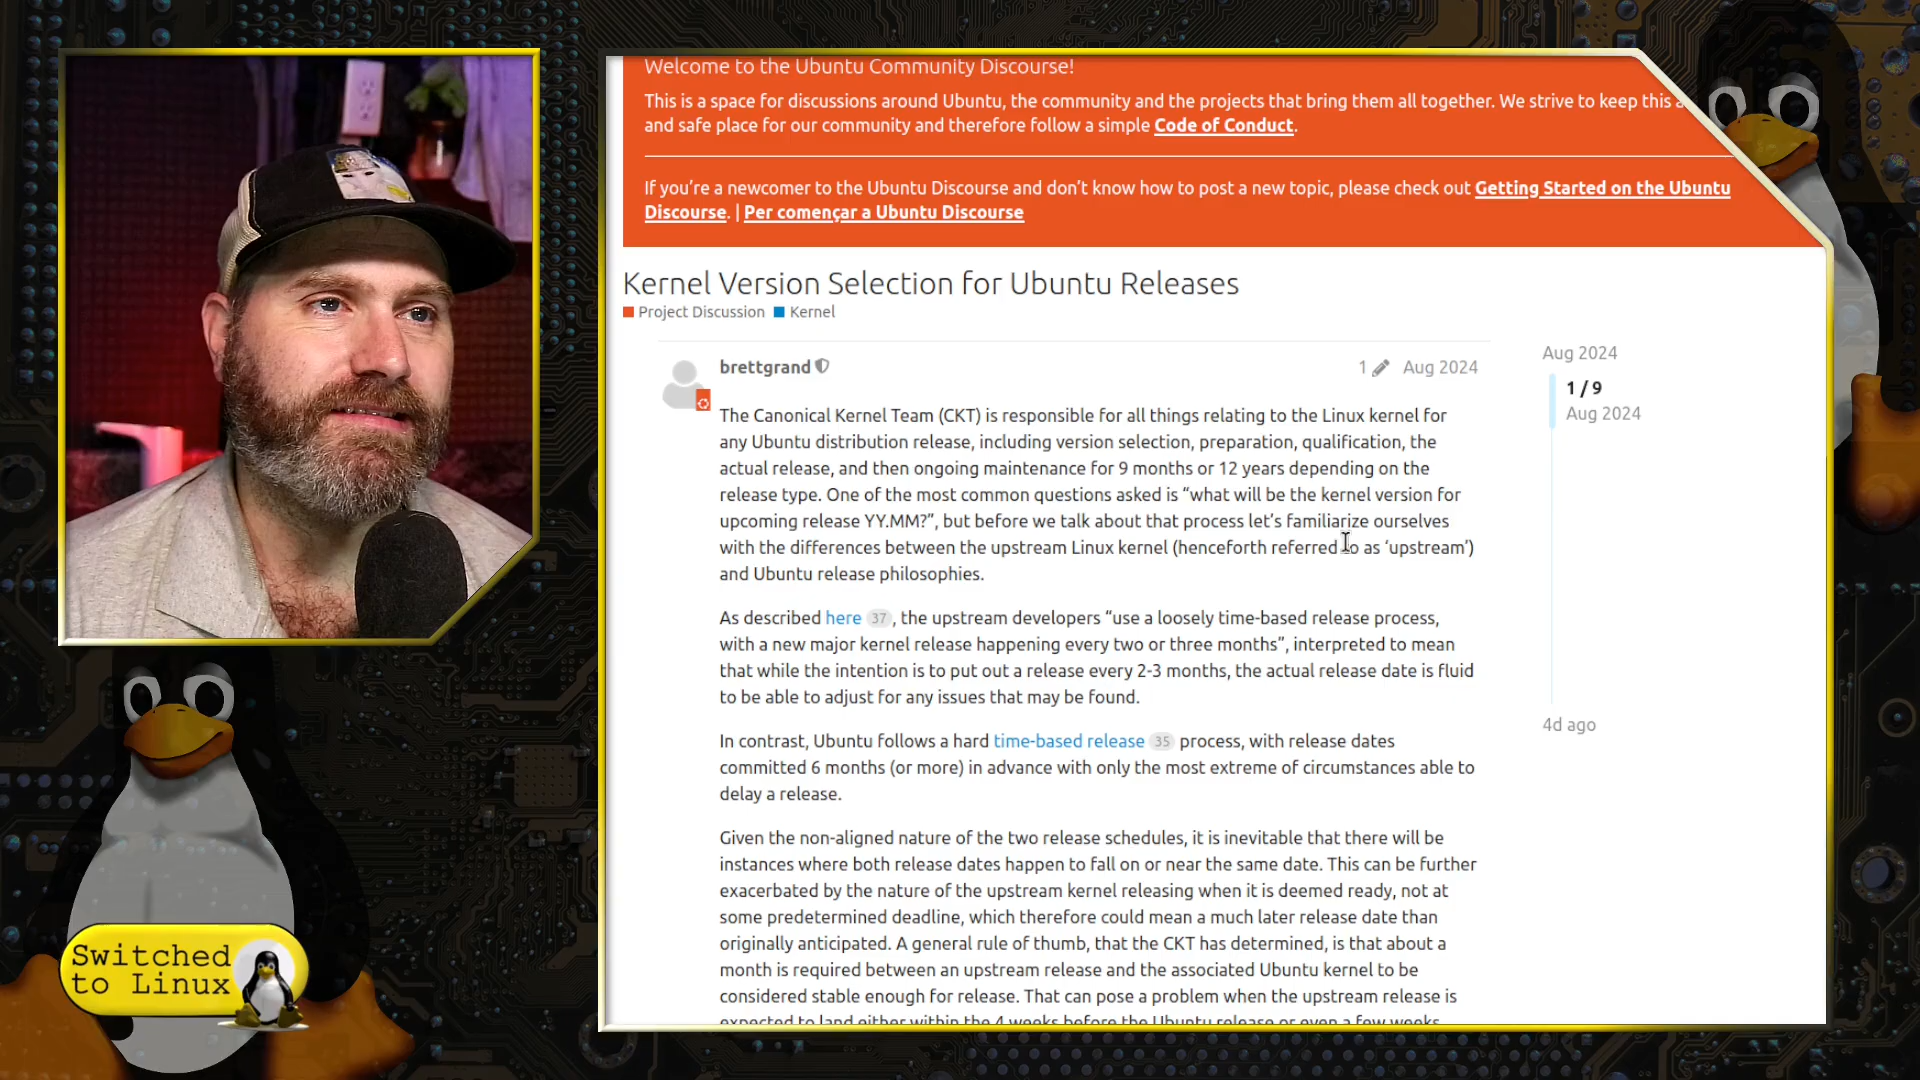 Welcome to the Ubuntu Community Discourse!
This is a space for discussions around Ubuntu, the community and the projects that bring them all together. We strive to keep this
and safe place for our community and therefore follow a simple Code of Conduct.
If you're a newcomer to the Ubuntu Discourse and don't know how to post a new topic, please check out Getting Started on the Ubuntu
Discourse. | Per començar a Ubuntu Discourse
Kernel Version Selection for Ubuntu Releases
Project Discussion Kernel
brettgrand 1 Aug 2024
The Canonical Kernel Team (CKT) is responsible for all things relating to the Linux kernel for
any Ubuntu distribution release, including version selection, preparation, qualification, the
actual release, and then ongoing maintenance for 9 months or 12 years depending on the
release type. One of the most common questions asked is “what will be the kernel version for
upcoming release YY.MM?”, but before we talk about that process let’s familiarize ourselves
with the differences between the upstream Linux kernel (henceforth referred to as ‘upstream’)
and Ubuntu release philosophies.
As described here 37, the upstream developers “use a loosely time-based release process,
with a new major kernel release happening every two or three months”, interpreted to mean
that while the intention is to put out a release every 2-3 months, the actual release date is fluid
to be able to adjust for any issues that may be found.
In contrast, Ubuntu follows a hard time-based release 35 process, with release dates
committed 6 months (or more) in advance with only the most extreme of circumstances able to
delay a release.
Given the non-aligned nature of the two release schedules, it is inevitable that there will be
instances where both release dates happen to fall on or near the same date. This can be further
exacerbated by the nature of the upstream kernel releasing when it is deemed ready, not at
some predetermined deadline, which therefore could mean a much later release date than
originally anticipated. A general rule of thumb, that the CKT has determined, is that about a
month is required between an upstream release and the associated Ubuntu kernel to be
considered stable enough for release. That can pose a problem when the upstream release is
expected to land either within the 4 weeks before the Ubuntu release or even a few weeks
Aug 2024
1 / 9
Aug 2024
4d ago
Switched
to Linux